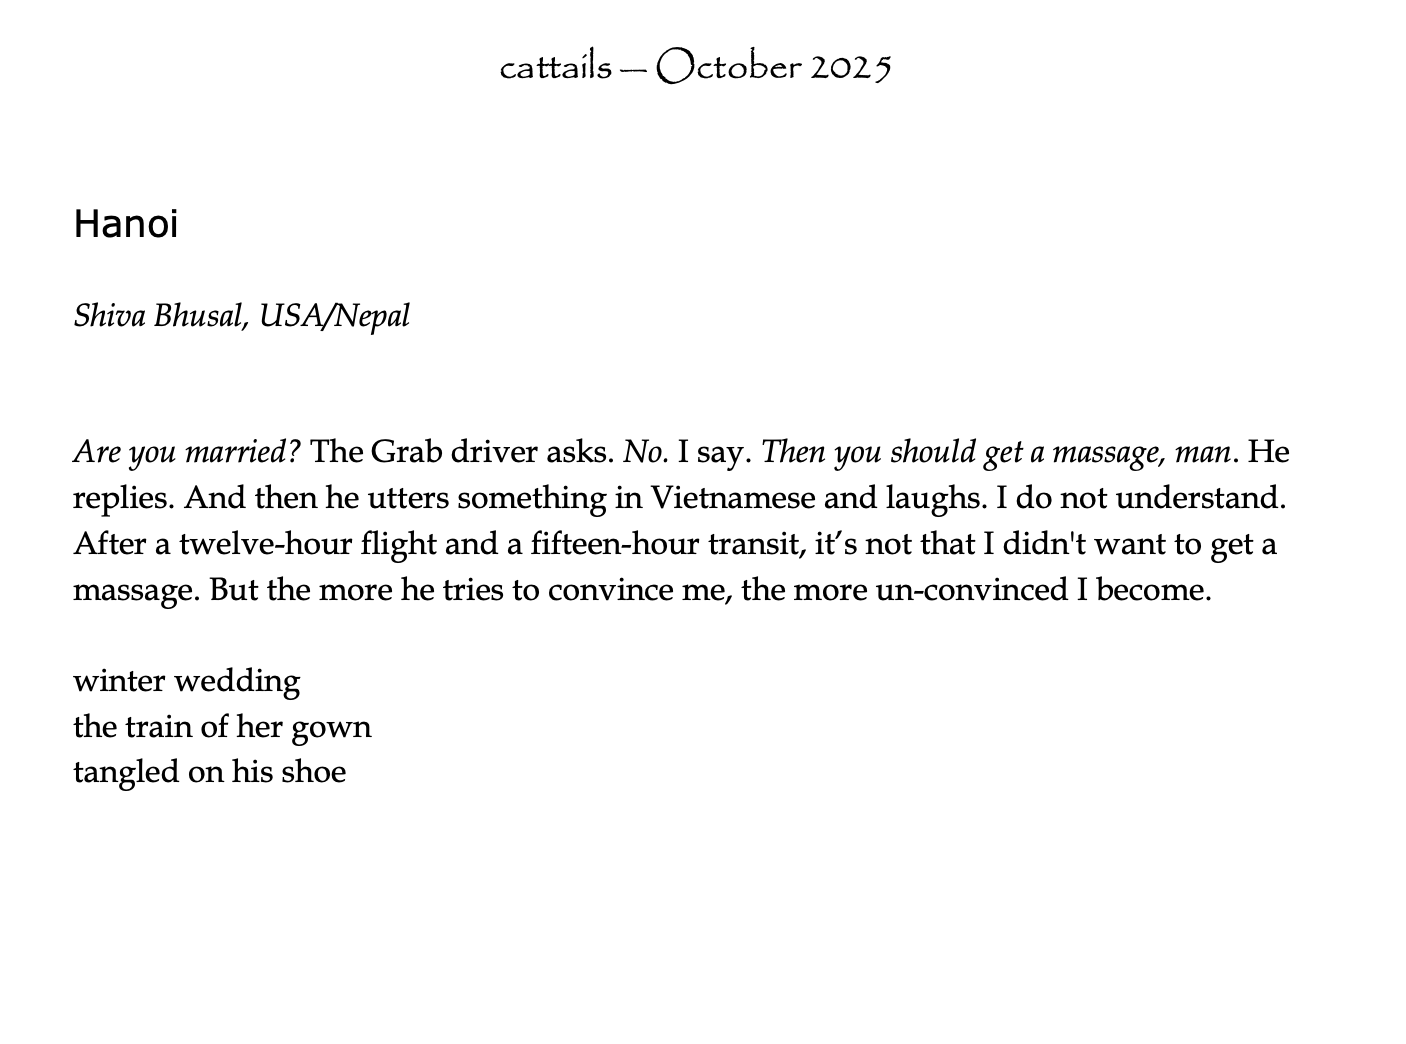 cattails — October 2025
Hanoi
Shiva Bhusal, USA/Nepal
Are you married? The Grab driver asks. No. I say. Then you should get a massage, man. He
replies. And then he utters something in Vietnamese and laughs. I do not understand.
After a twelve-hour flight and a fifteen-hour transit, it’s not that I didn't want to get a
massage. But the more he tries to convince me, the more un-convinced I become.
winter wedding
the train of her gown
tangled on his shoe